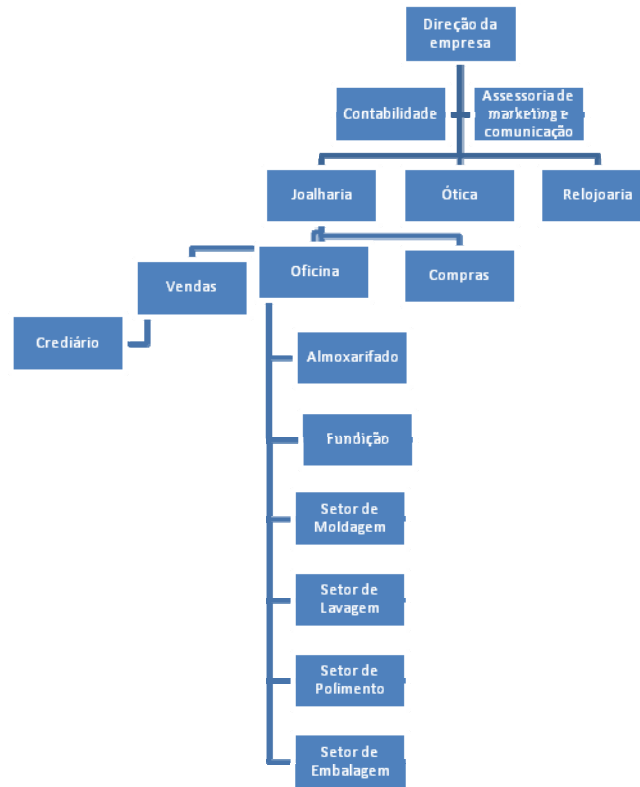 Direção da
empresa
Contabilidade
Assessoria de
marketing e
comunicação
Joalharia
Ótica
Relojoaria
Vendas
Oficina
Compras
Crediário
Almoxarifado
Fundição
Setor de
Moldagem
Setor de
Lavagem
Setor de
Polimento
Setor de
Embalagem